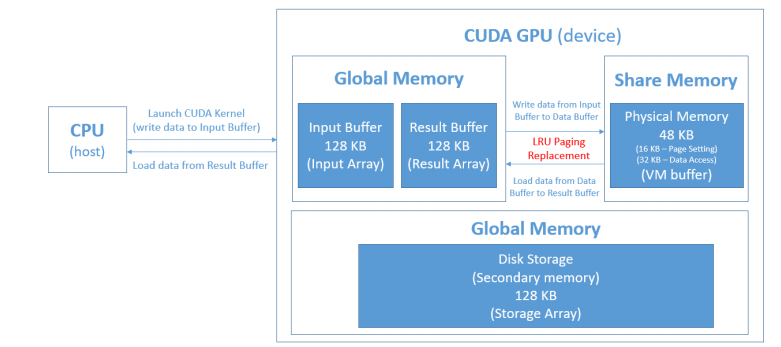 CUDA GPU (device)
Global Memory
Share Memory
CPU
(host)
Launch CUDA Kernel
(write data to Input Buffer)
Load data from Result Buffer
Input Buffer
128 KB
(Input Array)
Result Buffer
128 KB
(Result Array)
Write data from Input
Buffer to Data Buffer
LRU Paging
Replacement
Load data from Data
Buffer to Result Buffer
Physical Memory
48 KB
(16 KB – Page Setting)
(32 KB – Data Access)
(VM buffer)
Global Memory
Disk Storage
(Secondary memory)
128 KB
(Storage Array)